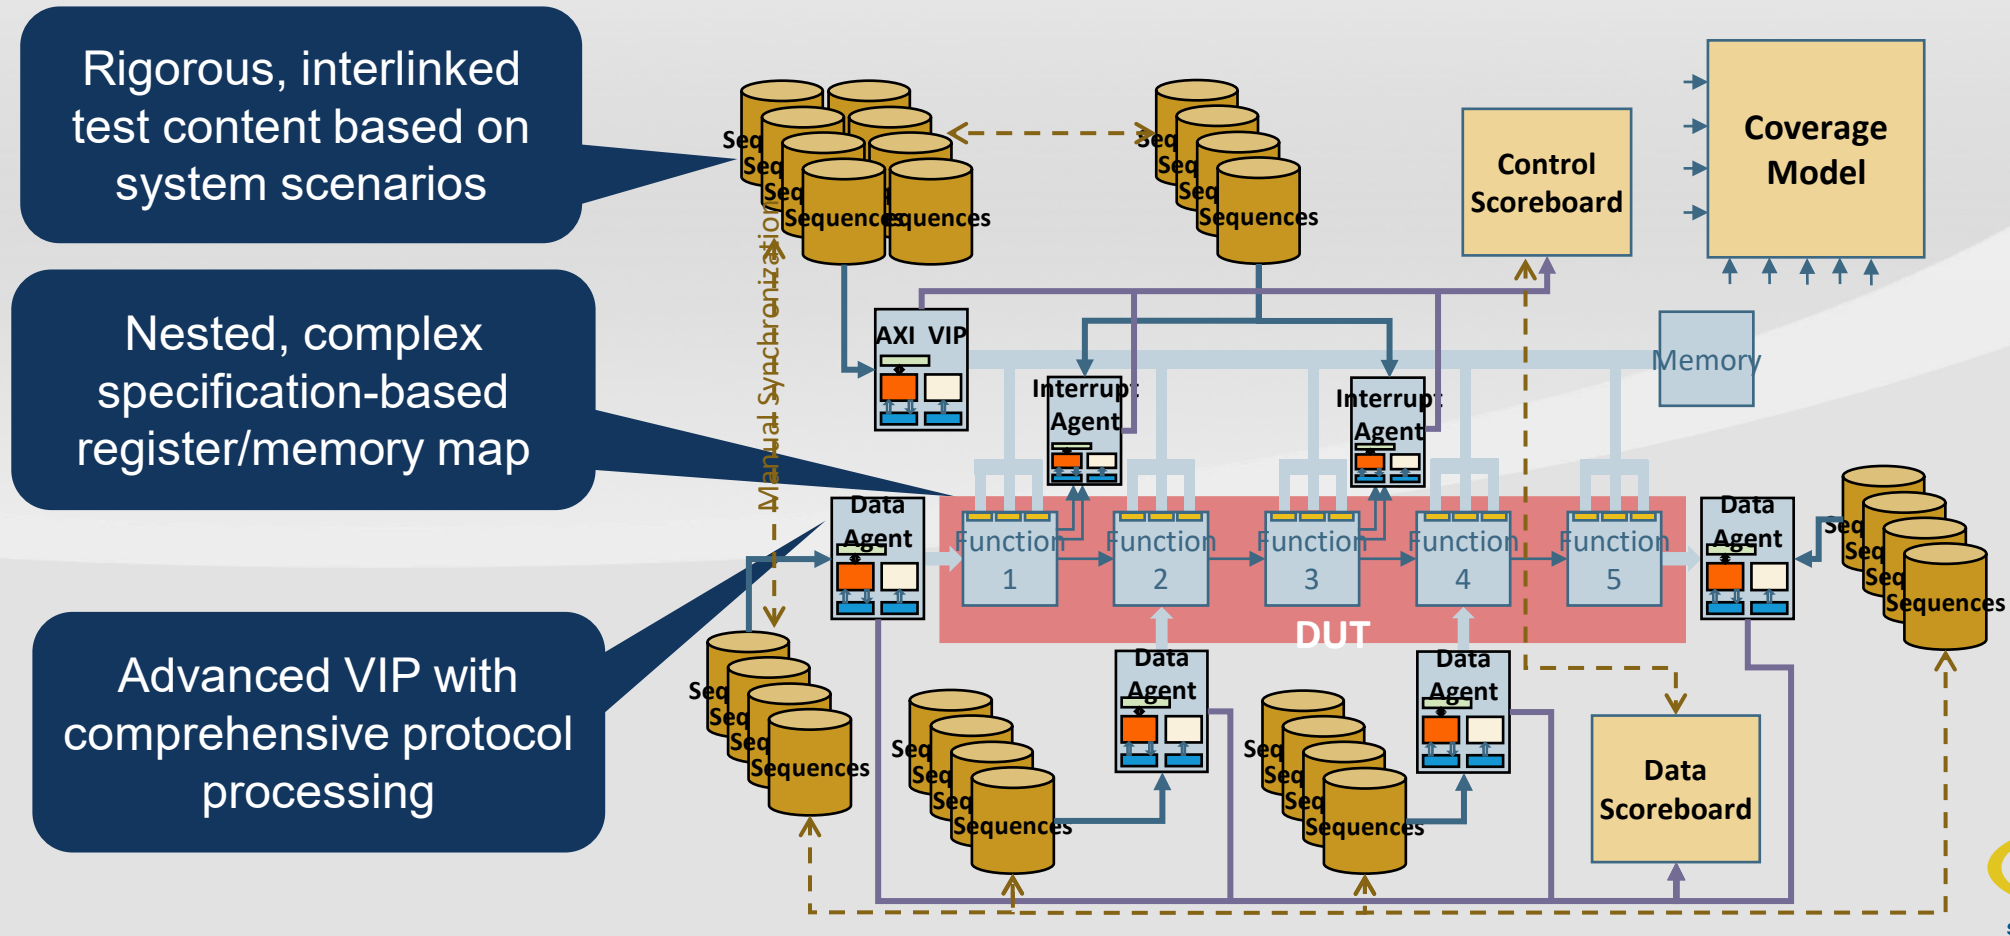 Rigorous, interlinked
test content based on
system scenarios
Nested, complex
specification-based
register/memory map
Advanced VIP with
comprehensive protocol
processing
Seq
Seq
Seq
Sequences
equences
Seq
Seq
Seq
Sequences
Control
Scoreboard
Coverage
Model
Manual Synchronization
AXI VIP
Interrupt
Agent
Interrupt
Agent
Memory
Data
Agent
Function
1
Function
2
Function
3
Function
4
Function
5
DUT
Data
Agent
Seq
Seq
Seq
Sequences
Seq
Seq
Seq
Sequences
Seq
Seq
Seq
Sequences
Data
Agent
Seq
Seq
Seq
Sequences
Data
Agent
Data
Scoreboard